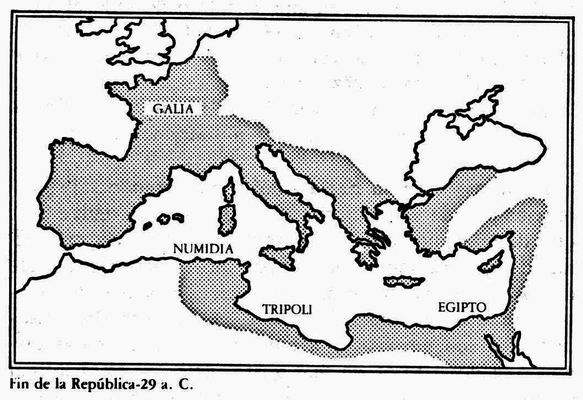 GALIA
NUMIDIA
TRIPOLI
EGIPTO
Fin de la República-29 a. C.